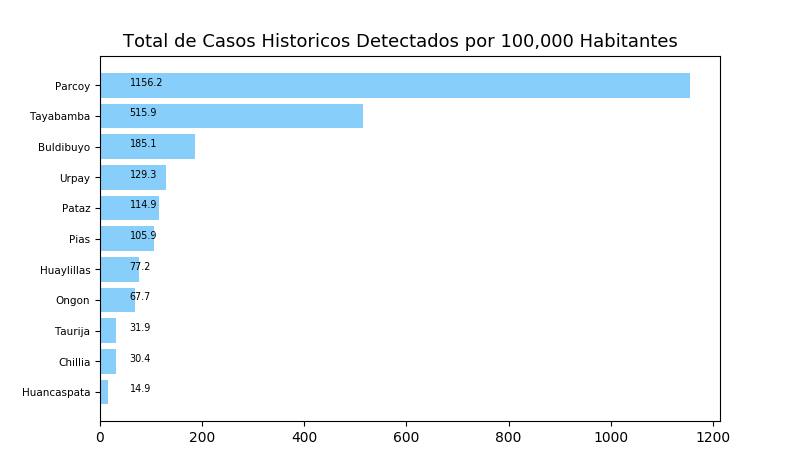 Total de Casos Historicos Detectados por 100,000 Habitantes
Parcoy 1156.2
Tayabamba 515.9
Buldibuyo 185.1
Urpay 129.3
Pataz 114.9
Pias 105.9
Huaylillas 77.2
Ongon 67.7
Taurija 31.9
Chillia 30.4
Huancaspata 14.9
0 200 400 600 800 1000 1200